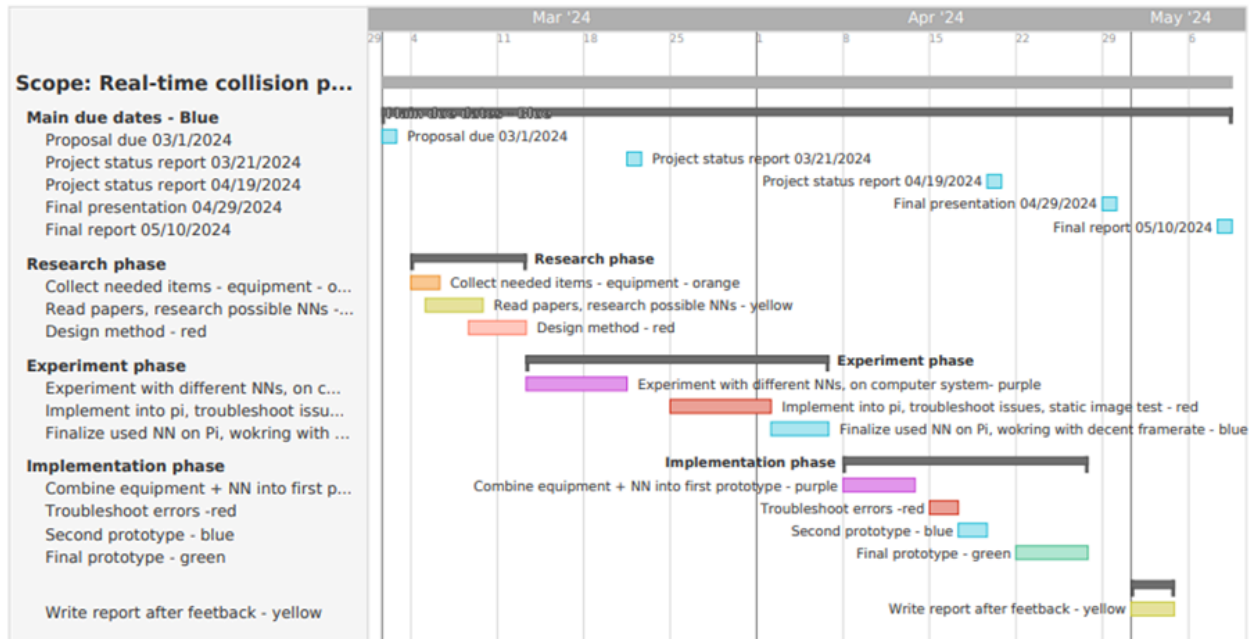 Mar '24 Apr '24 May '24
29 4 11 18 25 1 8 15 22 29 6
Scope: Real-time collision p...
Main due dates - Blue Main due dates - Blue
Proposal due 03/1/2024 Proposal due 03/1/2024
Project status report 03/21/2024 Project status report 03/21/2024
Project status report 04/19/2024 Project status report 04/19/2024
Final presentation 04/29/2024 Final presentation 04/29/2024
Final report 05/10/2024 Final report 05/10/2024
Research phase Research phase
Collect needed items - equipment - o... Collect needed items - equipment - orange
Read papers, research possible NNs -... Read papers, research possible NNs - yellow
Design method - red Design method - red
Experiment phase Experiment phase
Experiment with different NNs, on c... Experiment with different NNs, on computer system- purple
Implement into pi, troubleshoot issu... Implement into pi, troubleshoot issues, static image test - red
Finalize used NN on Pi, wokring with ... Finalize used NN on Pi, wokring with decent framerate - blue
Implementation phase Implementation phase
Combine equipment + NN into first p... Combine equipment + NN into first prototype - purple
Troubleshoot errors -red Troubleshoot errors -red
Second prototype - blue Second prototype - blue
Final prototype - green Final prototype - green
Write report after feetback - yellow Write report after feetback - yellow